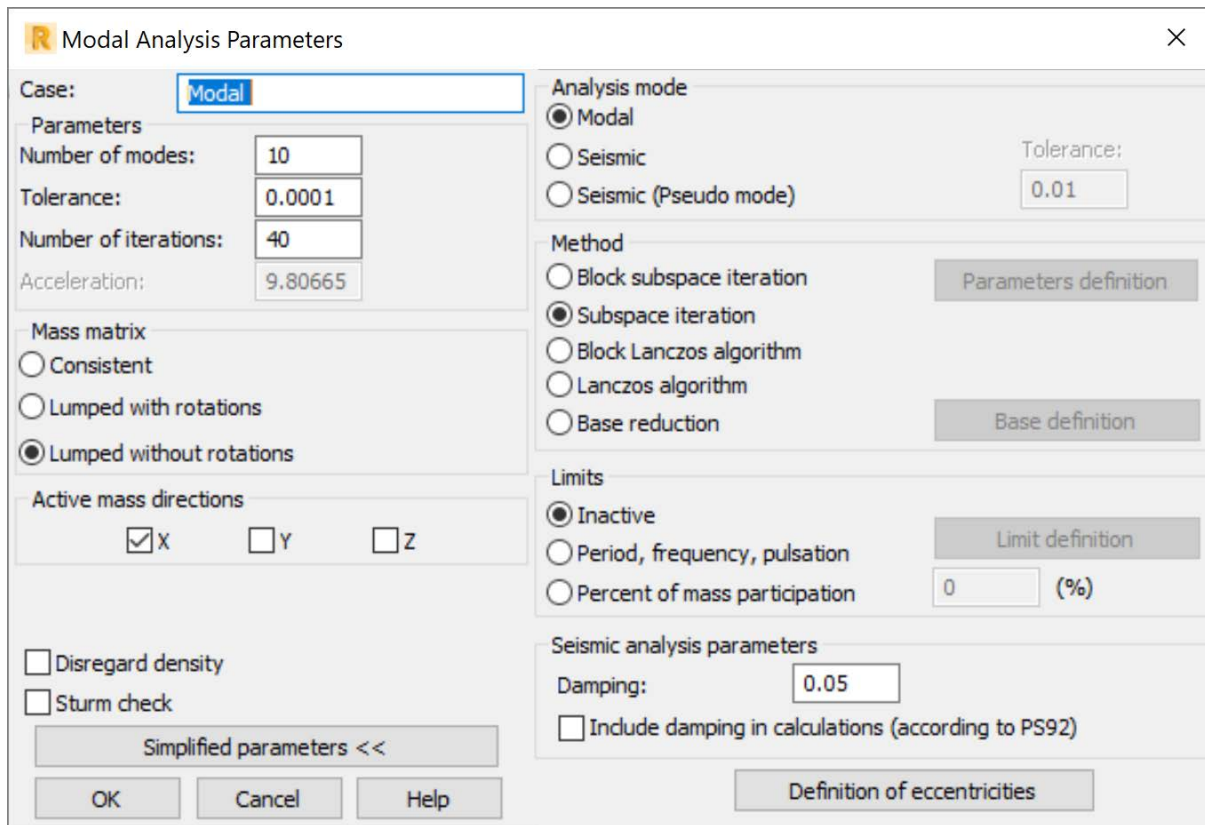 Modal Analysis Parameters
Case: Modal
Parameters
Number of modes: 10
Tolerance: 0.0001
Number of iterations: 40
Acceleration: 9.80665
Mass matrix
Consistent
Lumped with rotations
Lumped without rotations
Active mass directions
X Y Z
Disregard density
Sturm check
Simplified parameters <<
OK Cancel Help
Analysis mode
Modal
Seismic
Tolerance:
Seismic (Pseudo mode) 0.01
Method
Block subspace iteration Parameters definition
Subspace iteration
Block Lanczos algorithm
Lanczos algorithm
Base reduction Base definition
Limits
Inactive
Limit definition
Period, frequency, pulsation
Percent of mass participation 0 (%)
Seismic analysis parameters
Damping: 0.05
Include damping in calculations (according to PS92)
Definition of eccentricities